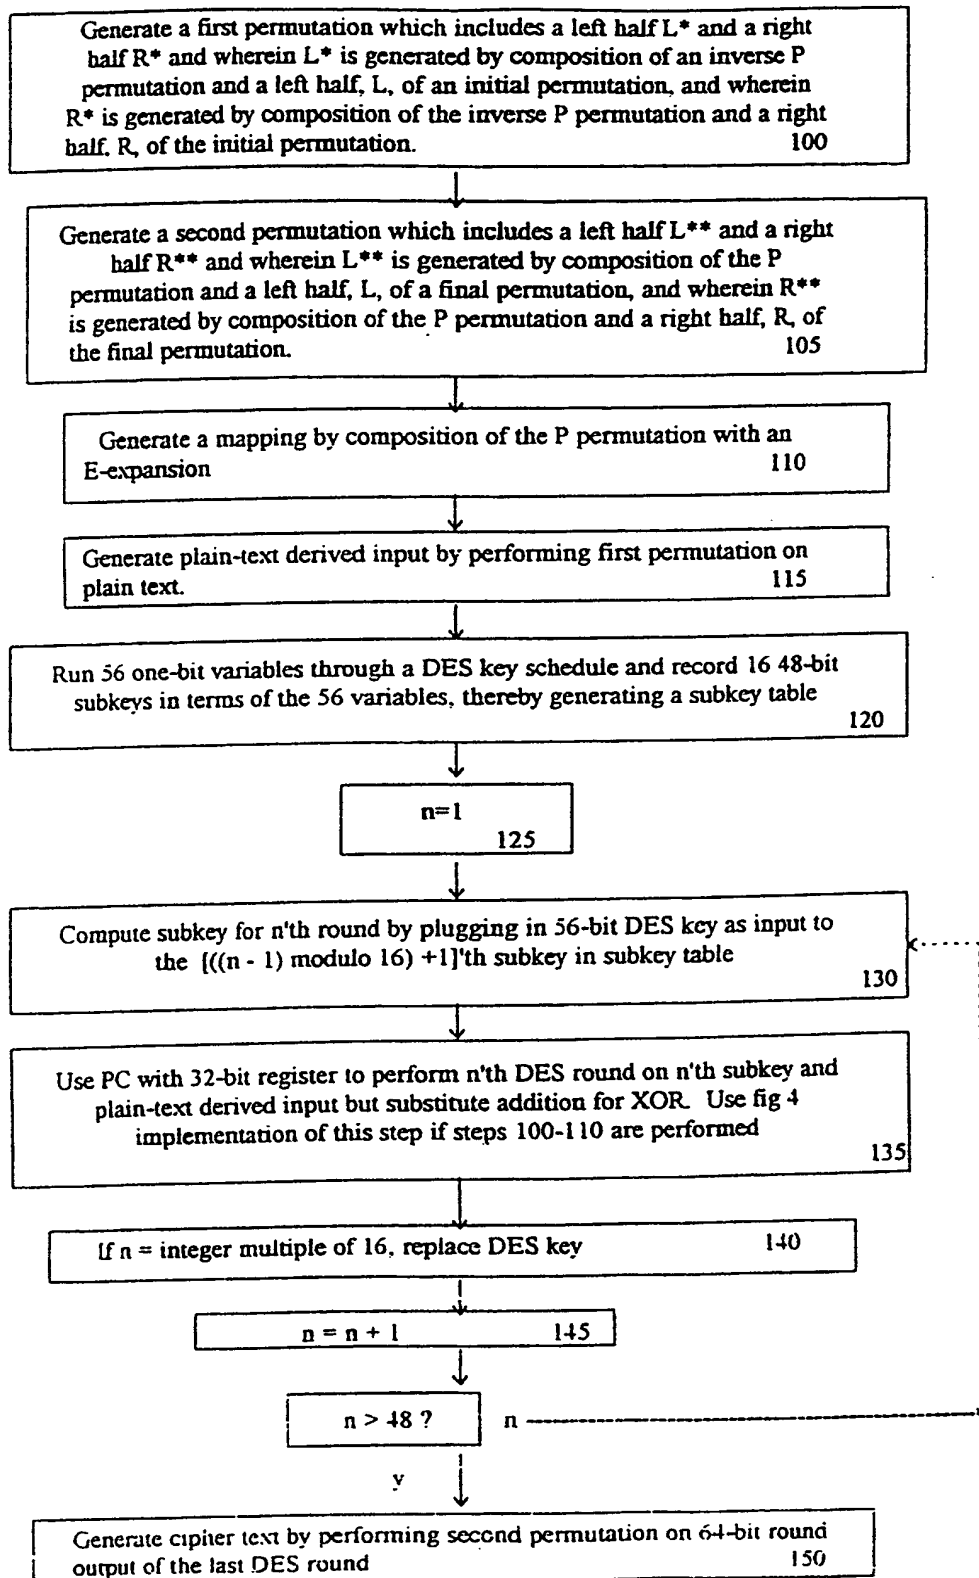 Generate a first permutation which includes a left half L* and a right
half R* and wherein L* is generated by composition of an inverse P
permutation and a left half, L, of an initial permutation, and wherein
R* is generated by composition of the inverse P permutation and a right
half, R, of the initial permutation. 100
Generate a second permutation which includes a left half L** and a right
half R** and wherein L** is generated by composition of the P
permutation and a left half, L, of a final permutation, and wherein R**
is generated by composition of the P permutation and a right half, R, of
the final permutation. 105
Generate a mapping by composition of the P permutation with an
E-expansion 110
Generate plain-text derived input by performing first permutation on
plain text. 115
Run 56 one-bit variables through a DES key schedule and record 16 48-bit
subkeys in terms of the 56 variables, thereby generating a subkey table
120
n=1
125
Compute subkey for n'th round by plugging in 56-bit DES key as input to
the [((n - 1) modulo 16) +1]'th subkey in subkey table
130
Use PC with 32-bit register to perform n'th DES round on n'th subkey and
plain-text derived input but substitute addition for XOR. Use fig 4
implementation of this step if steps 100-110 are performed
135
If n = integer multiple of 16, replace DES key 140
n = n + 1 145
n > 48 ? n
y
Generate cipher text by performing second permutation on 64-bit round
output of the last DES round 150